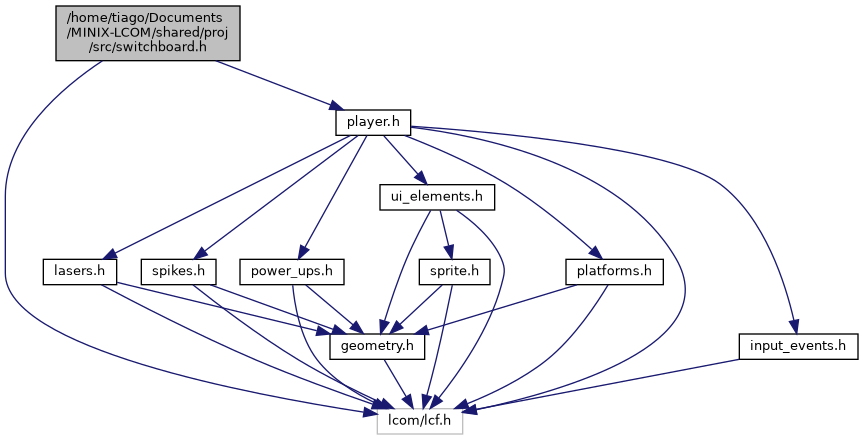 /home/tiago/Documents
/MINIX-LCOM/shared/proj
/src/switchboard.h
player.h
ui_elements.h
lasers.h
spikes.h
power_ups.h
sprite.h
platforms.h
geometry.h
input_events.h
lcom/lcf.h